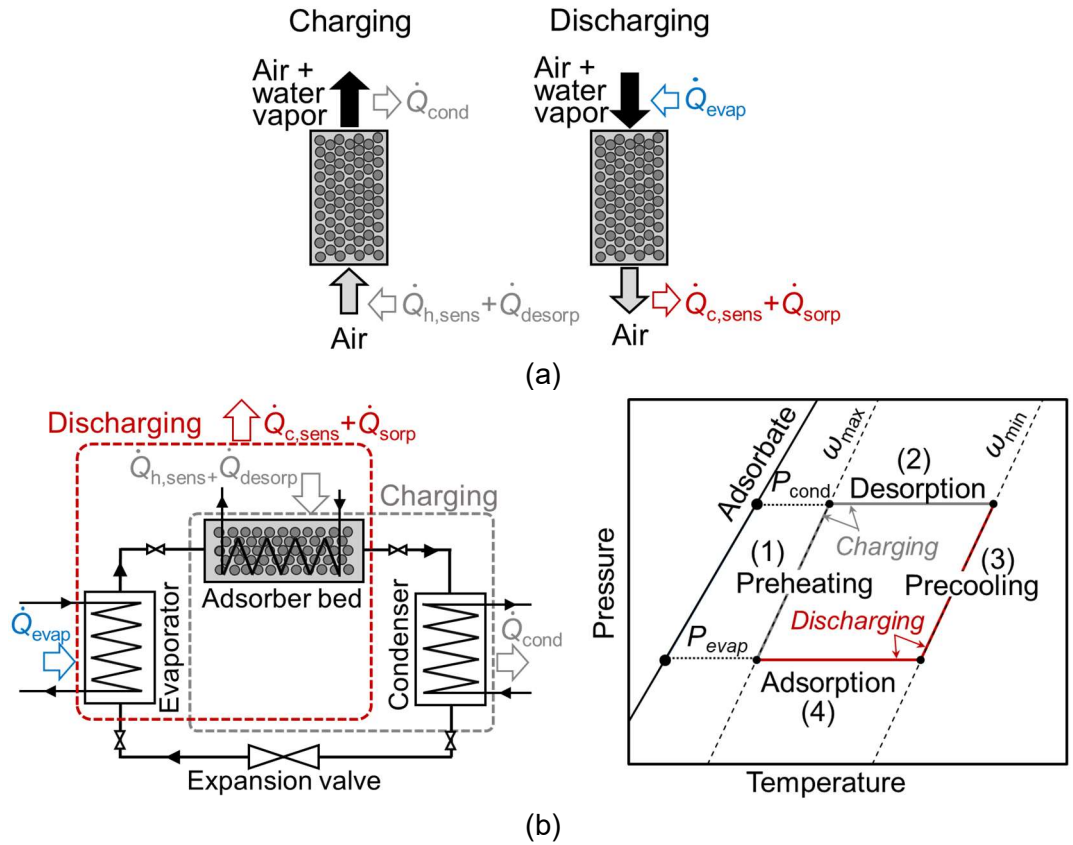 Charging
Discharging
Air +
water
vapor
Q̇cond
Air +
water
vapor
Q̇evap
Q̇h,sens+Q̇desorp
Air
Q̇c,sens+Q̇sorp
Air
(a)
Discharging
Q̇c,sens+Q̇sorp
Q̇h,sens+Q̇desorp
Charging
Adsorber bed
Q̇evap
Evaporator
Condenser
Q̇cond
Expansion valve
Pressure
Adsorbate
ωmax
ωmin
Pcond
(2)
Desorption
Charging
(1)
Preheating
(3)
Precooling
Discharging
Pevap
Adsorption
(4)
Temperature
(b)